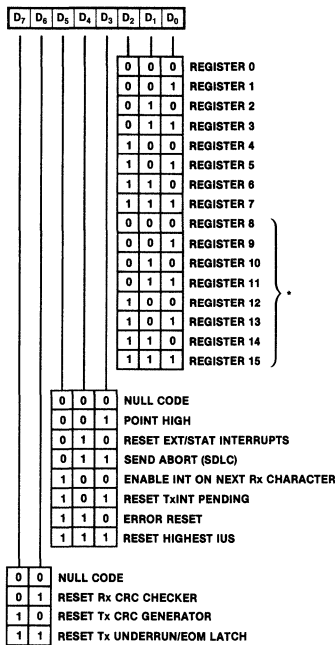 D7 D6 D5 D4 D3 D2 D1 D0
0 0 0 REGISTER 0
0 0 1 REGISTER 1
0 1 0 REGISTER 2
0 1 1 REGISTER 3
1 0 0 REGISTER 4
1 0 1 REGISTER 5
1 1 0 REGISTER 6
1 1 1 REGISTER 7
0 0 0 REGISTER 8
0 0 1 REGISTER 9
0 1 0 REGISTER 10
0 1 1 REGISTER 11
1 0 0 REGISTER 12
1 0 1 REGISTER 13
1 1 0 REGISTER 14
1 1 1 REGISTER 15
*
0 0 0 NULL CODE
0 0 1 POINT HIGH
0 1 0 RESET EXT/STAT INTERRUPTS
0 1 1 SEND ABORT (SDLC)
1 0 0 ENABLE INT ON NEXT Rx CHARACTER
1 0 1 RESET TxINT PENDING
1 1 0 ERROR RESET
1 1 1 RESET HIGHEST IUS
0 0 NULL CODE
0 1 RESET Rx CRC CHECKER
1 0 RESET Tx CRC GENERATOR
1 1 RESET Tx UNDERRUN/EOM LATCH